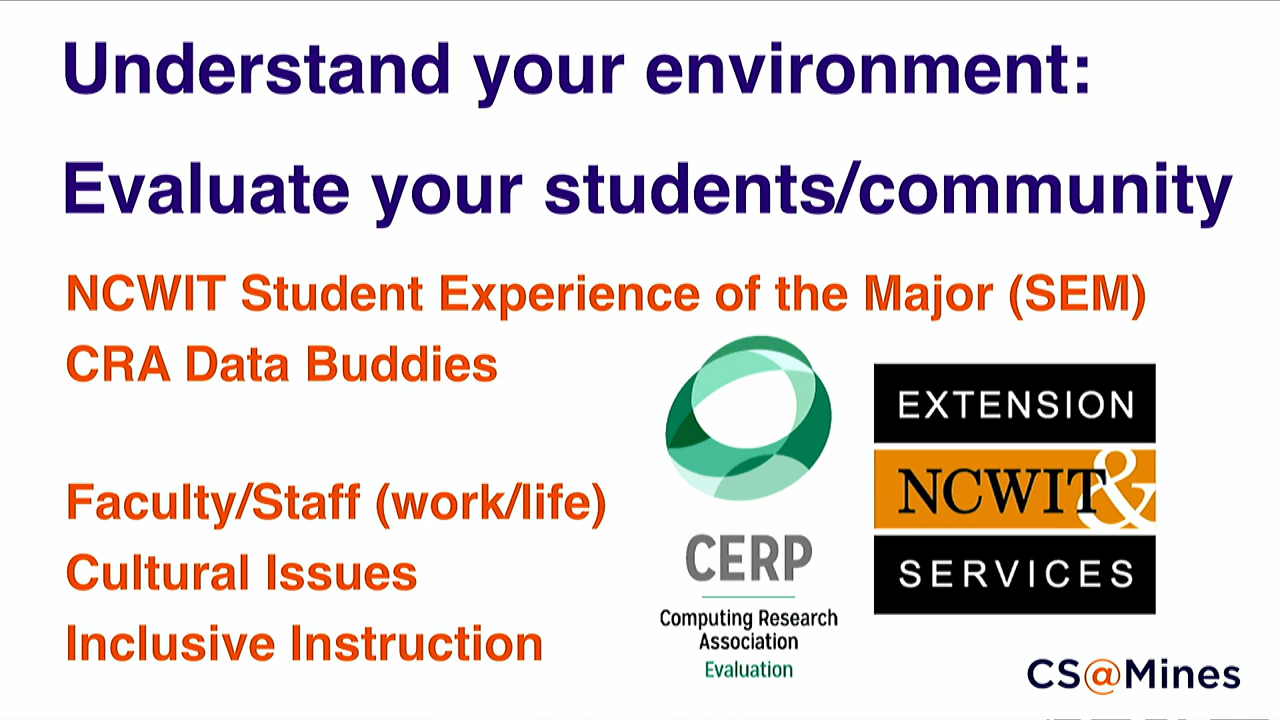 Understand your environment:
Evaluate your students/community
NCWIT Student Experience of the Major (SEM)
CRA Data Buddies
Faculty/Staff (work/life)
Cultural Issues
Inclusive Instruction
CERP
Computing Research
Association
Evaluation
EXTENSION
NCWIT &
SERVICES
CS@Mines